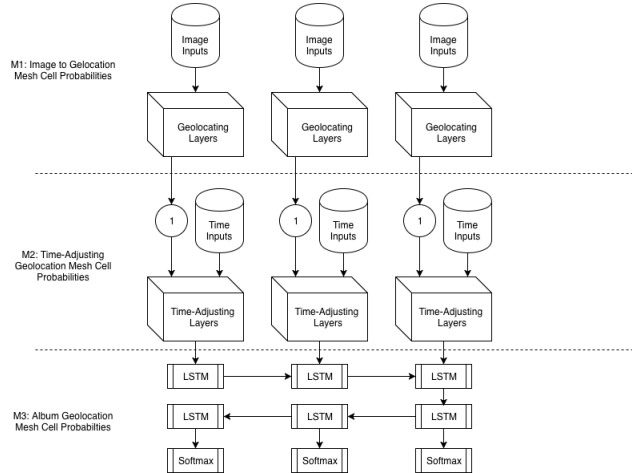 Image
Inputs
Image
Inputs
Image
Inputs
M1: Image to Gelocation
Mesh Cell Probabilities
Geolocating
Layers
Geolocating
Layers
Geolocating
Layers
1
Time
Inputs
1
Time
Inputs
1
Time
Inputs
M2: Time-Adjusting
Geolocation Mesh Cell
Probabilities
Time-Adjusting
Layers
Time-Adjusting
Layers
Time-Adjusting
Layers
LSTM
LSTM
LSTM
M3: Album Geolocation
Mesh Cell Probabilties
LSTM
LSTM
LSTM
Softmax
Softmax
Softmax